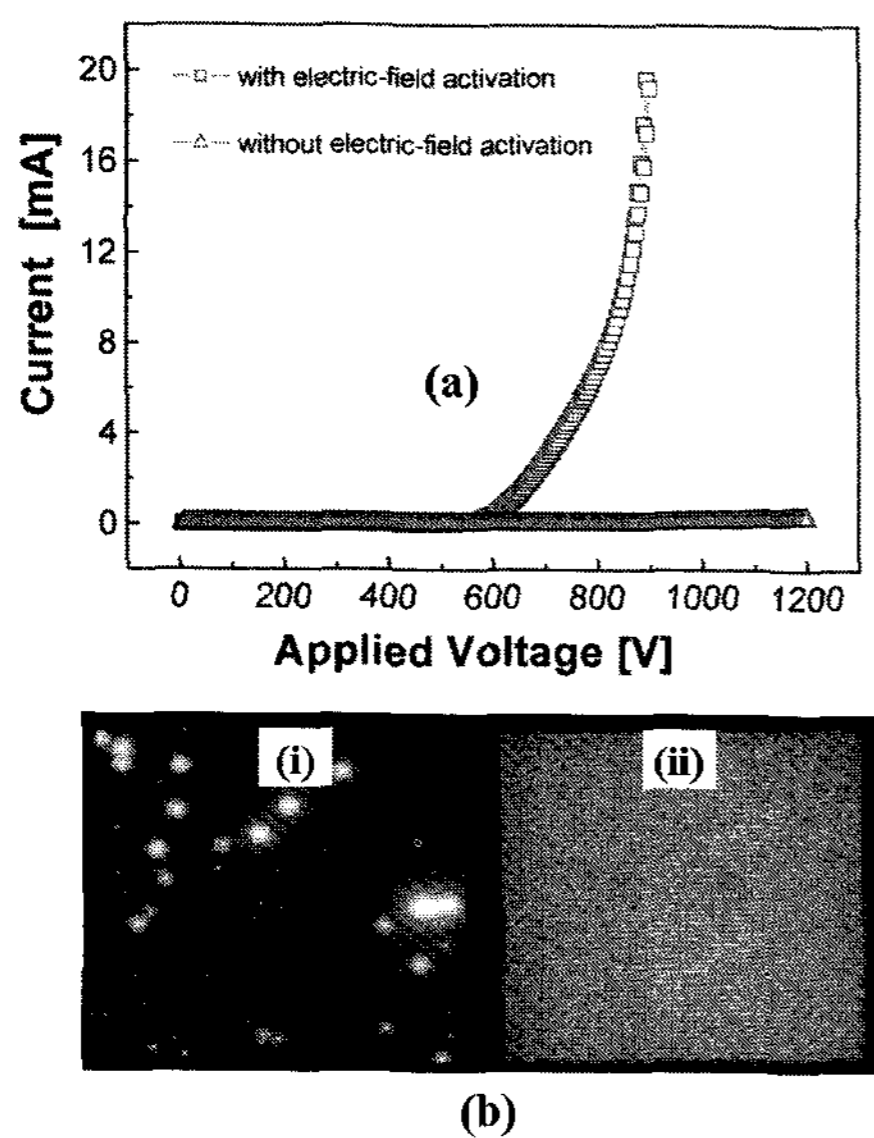 20
with electric-field activation
without electric-field activation
16
12
8
4
0
Current [mA]
(a)
0 200 400 600 800 1000 1200
Applied Voltage [V]
(i) (ii)
(b)